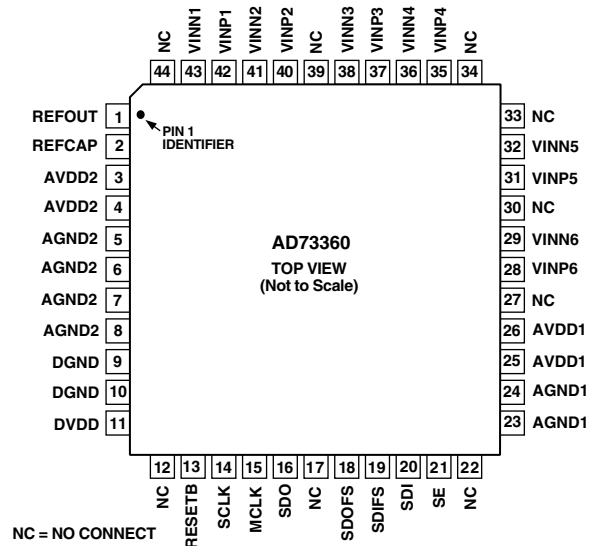 NC VINN1 VINP1 VINN2 VINP2 NC VINN3 VINP3 VINN4 VINP4 NC
44 43 42 41 40 39 38 37 36 35 34
REFOUT 1
REFCAP 2
AVDD2 3
AVDD2 4
AGND2 5
AGND2 6
AGND2 7
AGND2 8
DGND 9
DGND 10
DVDD 11
PIN 1
IDENTIFIER
AD73360
TOP VIEW
(Not to Scale)
33 NC
32 VINN5
31 VINP5
30 NC
29 VINN6
28 VINP6
27 NC
26 AVDD1
25 AVDD1
24 AGND1
23 AGND1
12 13 14 15 16 17 18 19 20 21 22
NC RESETB SCLK MCLK SDO NC SDOFS SDIFS SDI SE NC
NC = NO CONNECT